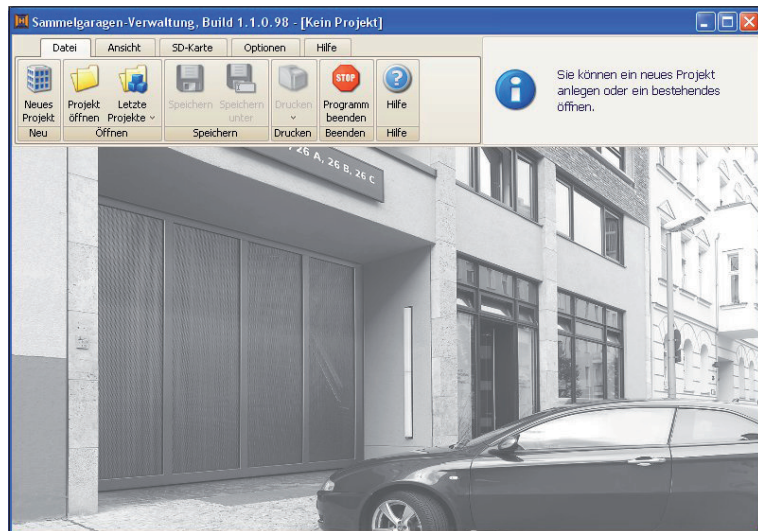 Sammelgaragen-Verwaltung, Build 1.1.0.98 - [Kein Projekt]
Datei Ansicht SD-Karte Optionen Hilfe
Neues Projekt
Projekt öffnen
Letzte Projekte
Speichern
Speichern unter
Drucken
STOP
Programm beenden
Hilfe
Neu Öffnen Speichern Drucken Beenden Hilfe
Sie können ein neues Projekt
anlegen oder ein bestehendes
öffnen.
26 A, 26 B, 26 C